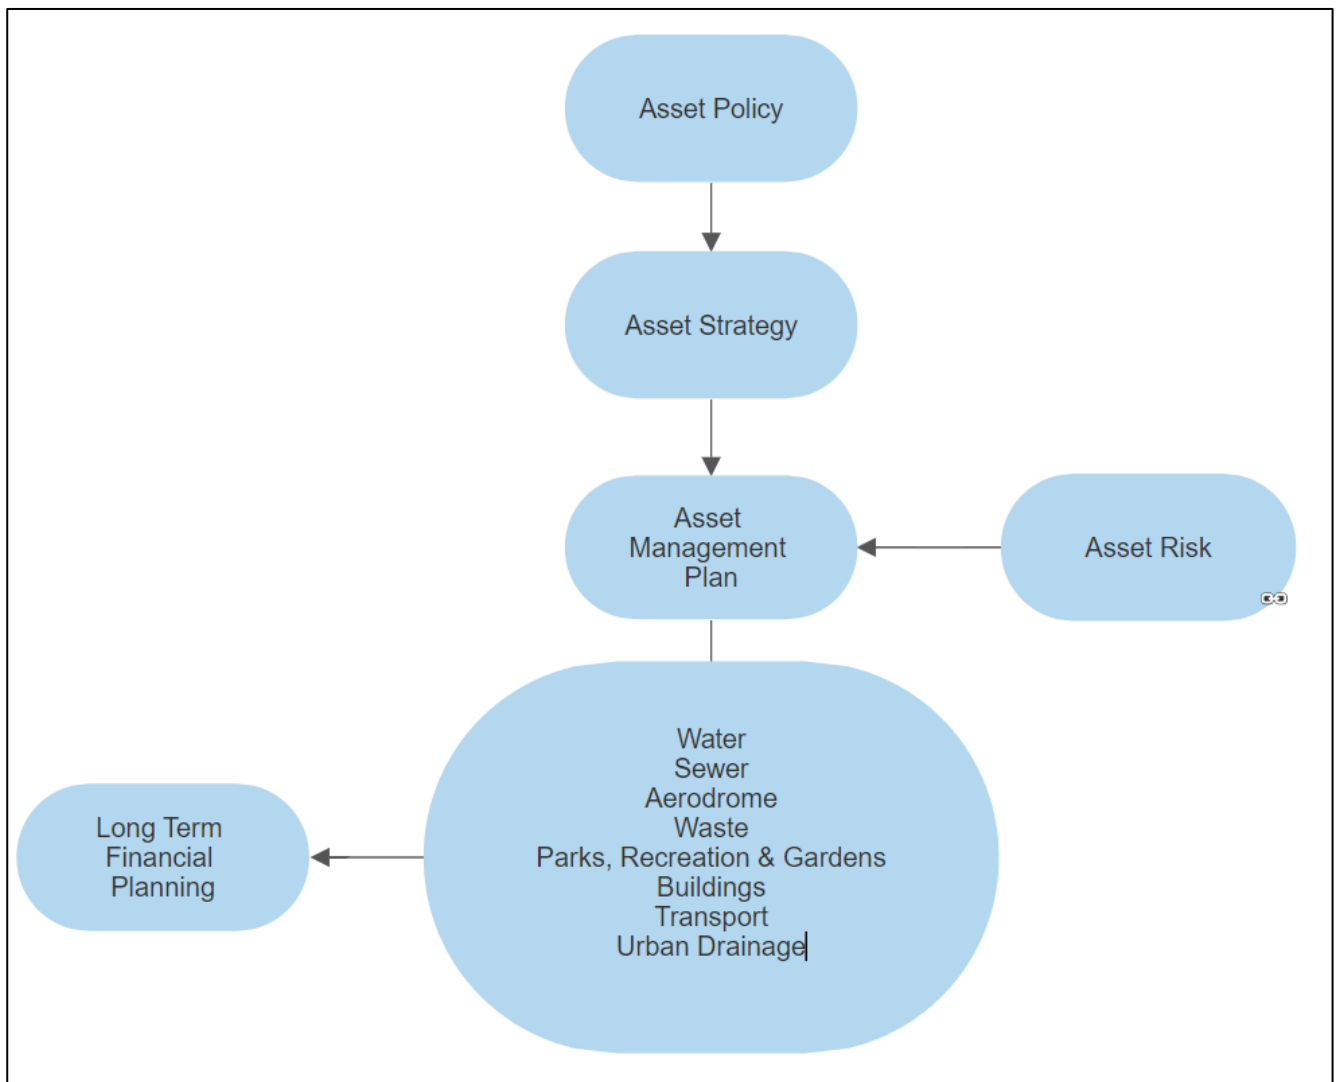 Asset Policy
Asset Strategy
Asset
Management
Plan
Asset Risk
Water
Sewer
Aerodrome
Waste
Parks, Recreation & Gardens
Buildings
Transport
Urban Drainage
Long Term
Financial
Planning